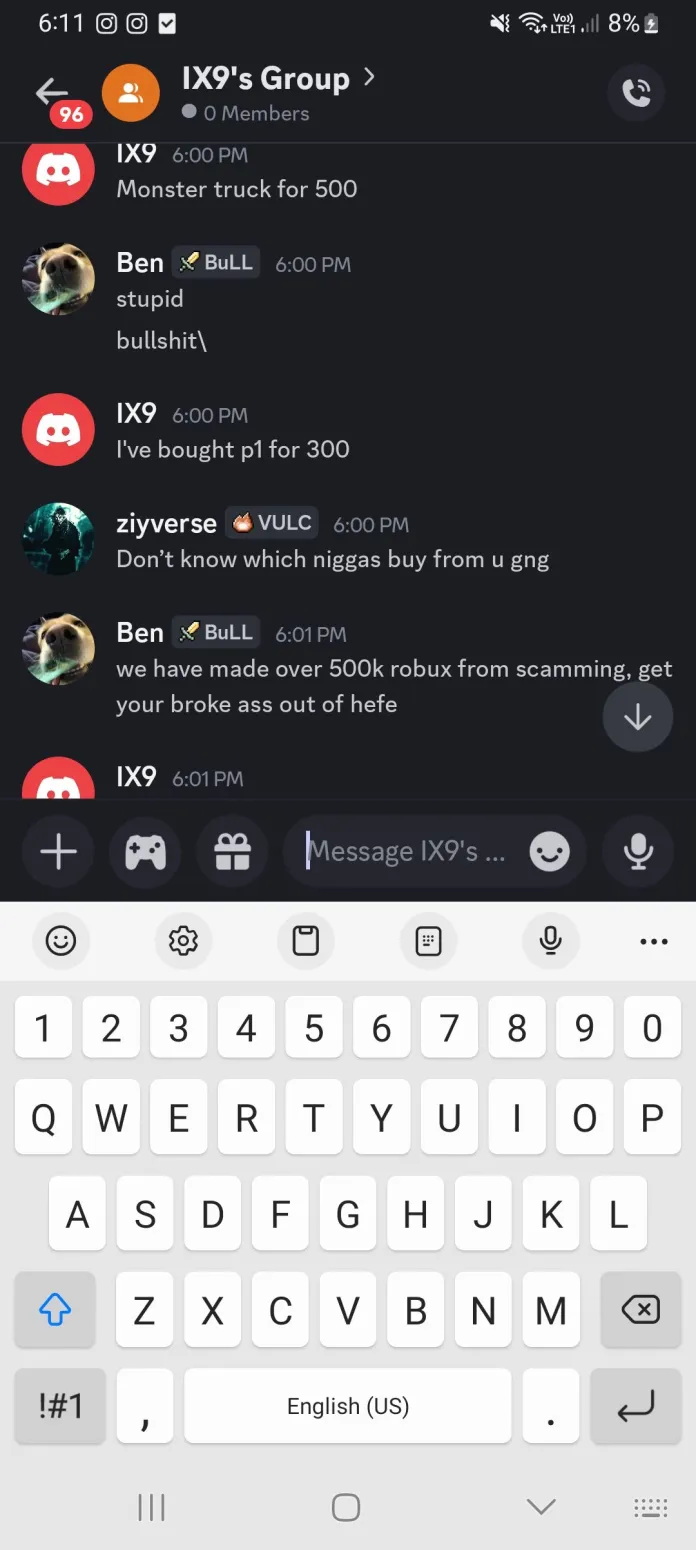 6:11 Vo)) LTE1 8%
IX9's Group
96
0 Members
IX9 6:00 PM
Monster truck for 500
Ben BuLL 6:00 PM
stupid
bullshit\
IX9 6:00 PM
I've bought p1 for 300
ziyverse VULC 6:00 PM
Don’t know which niggas buy from u gng
Ben BuLL 6:01 PM
we have made over 500k robux from scamming, get
your broke ass out of hefe
IX9 6:01 PM
Message IX9's ...
1 2 3 4 5 6 7 8 9 0
Q W E R T Y U I O P
A S D F G H J K L
Z X C V B N M
!#1 , English (US) .